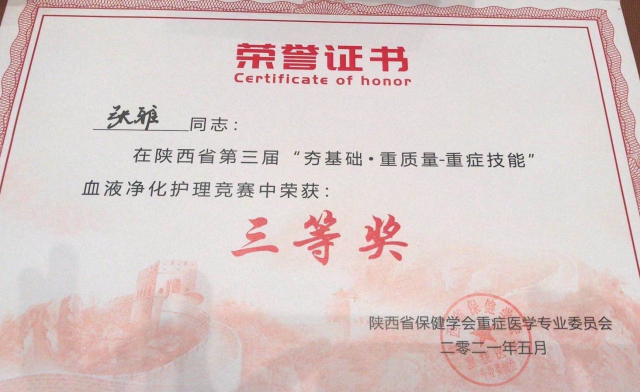 荣誉证书
Certificate of honor
张雅同志：
在陕西省第三届“夯基础·重质量-重症技能”
血液净化护理竞赛中荣获：
三等奖
陕西省保健学会重症医学专业委员会
二零二一年五月